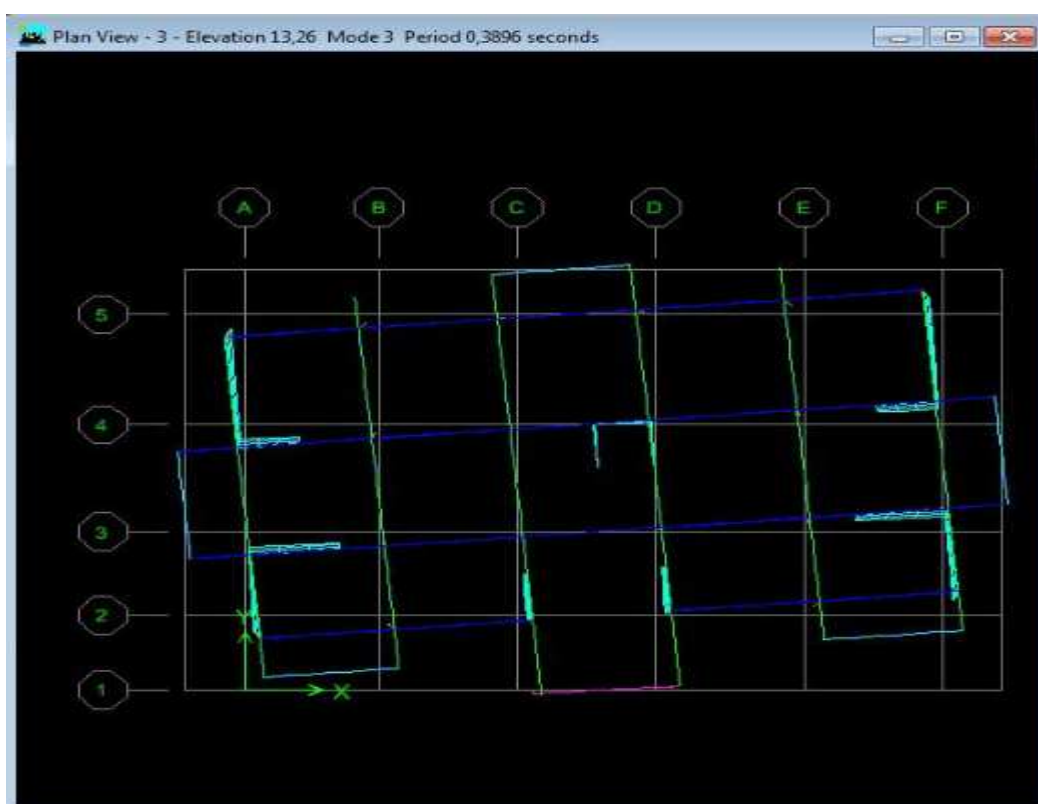 Plan View - 3 - Elevation 13,26 Mode 3 Period 0,3896 seconds
A B C D E F
5
4
3
2
Y
1
X